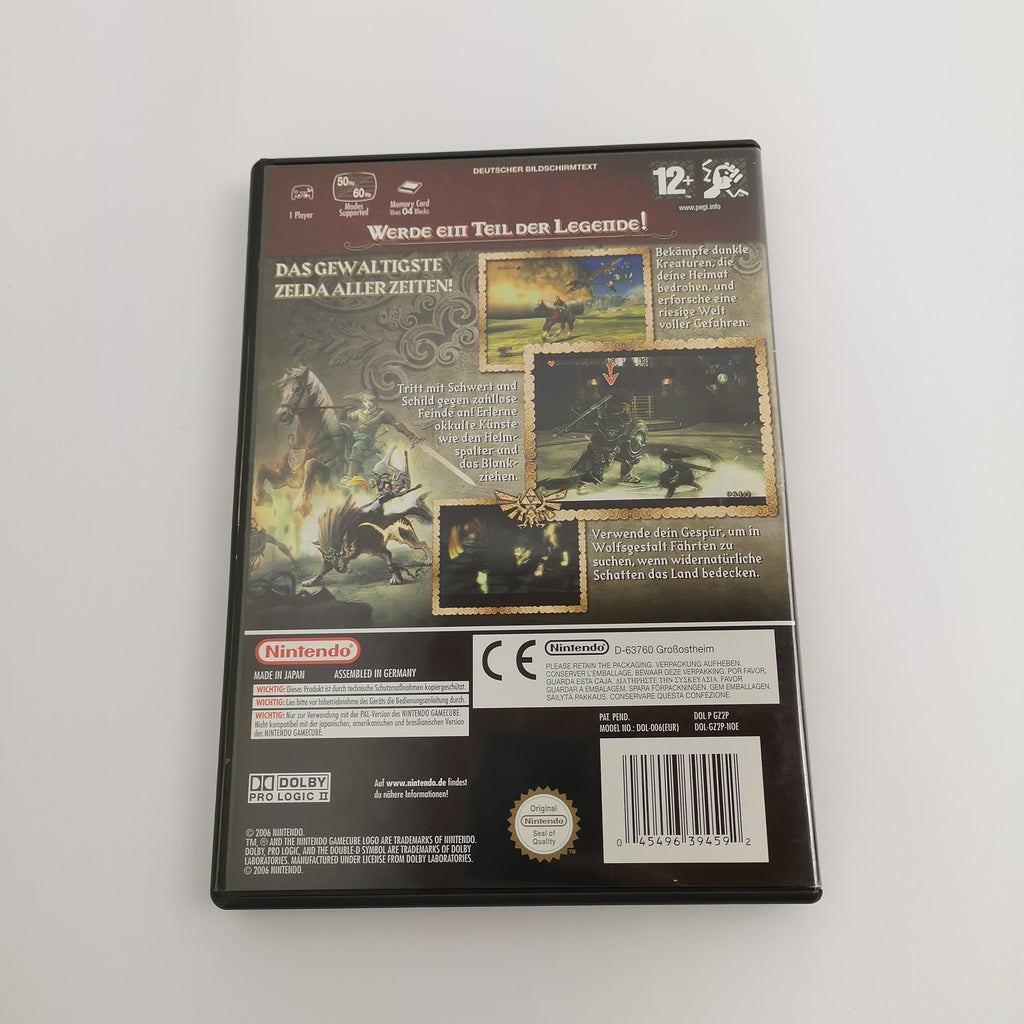 DEUTSCHER BILDSCHIRMTEXT
1 Player
50Hz
60Hz
Modes
Supported
Memory Card
Uses 04 Blocks
12+
www.pegi.info
WERDE EIN TEIL DER LEGENDE!
DAS GEWALTIGSTE
ZELDA ALLER ZEITEN!
Bekämpfe dunkle
Kreaturen, die
deine Heimat
bedrohen, und
erforsche eine
riesige Welt
voller Gefahren.
Tritt mit Schwert und
Schild gegen zahllose
Feinde an! Erlerne
okkulte Künste
wie den Helm-
spalter und
das Blank-
ziehen.
Verwende dein Gespür, um in
Wolfsgestalt Fährten zu
suchen, wenn widernatürliche
Schatten das Land bedecken.
Nintendo®
MADE IN JAPAN ASSEMBLED IN GERMANY
WICHTIG: Dieses Produkt ist durch technische Schutzmaßnahmen kopiergeschützt.
WICHTIG: Lies bitte vor Inbetriebnahme des Geräts die Bedienungsanleitung durch.
WICHTIG: Nur zur Verwendung mit der PAL-Version des NINTENDO GAMECUBE.
Nicht kompatibel mit der japanischen, amerikanischen und brasilianischen Version
des NINTENDO GAMECUBE.
CE
Nintendo® D-63760 Großostheim
PLEASE RETAIN THE PACKAGING. VERPACKUNG AUFHEBEN.
CONSERVER L'EMBALLAGE. BEWAAR DEZE VERPAKKING. POR FAVOR,
GUARDA ESTA CAJA. ΔΙΑΤΗΡΗΣΤΕ ΤΗΝ ΣΥΣΚΕΥΑΣΙΑ. FAVOR
GUARDAR A EMBALAGEM. SPARA FÖRPACKNINGEN. GEM EMBALLAGEN.
SÄILYTÄ PAKKAUS. CONSERVARE QUESTA CONFEZIONE.
PAT. PEND. DOL P GZ2P
MODEL NO.: DOL-006(EUR) DOL-GZ2P-NOE
DOLBY
PRO LOGIC II
Auf www.nintendo.de findest
du nähere Informationen!
Original
Nintendo
Seal of
Quality
TM
0 45496 39459 2
© 2006 NINTENDO.
TM, ® AND THE NINTENDO GAMECUBE LOGO ARE TRADEMARKS OF NINTENDO.
DOLBY, PRO LOGIC, AND THE DOUBLE-D SYMBOL ARE TRADEMARKS OF DOLBY
LABORATORIES. MANUFACTURED UNDER LICENSE FROM DOLBY LABORATORIES.
© 2006 NINTENDO.